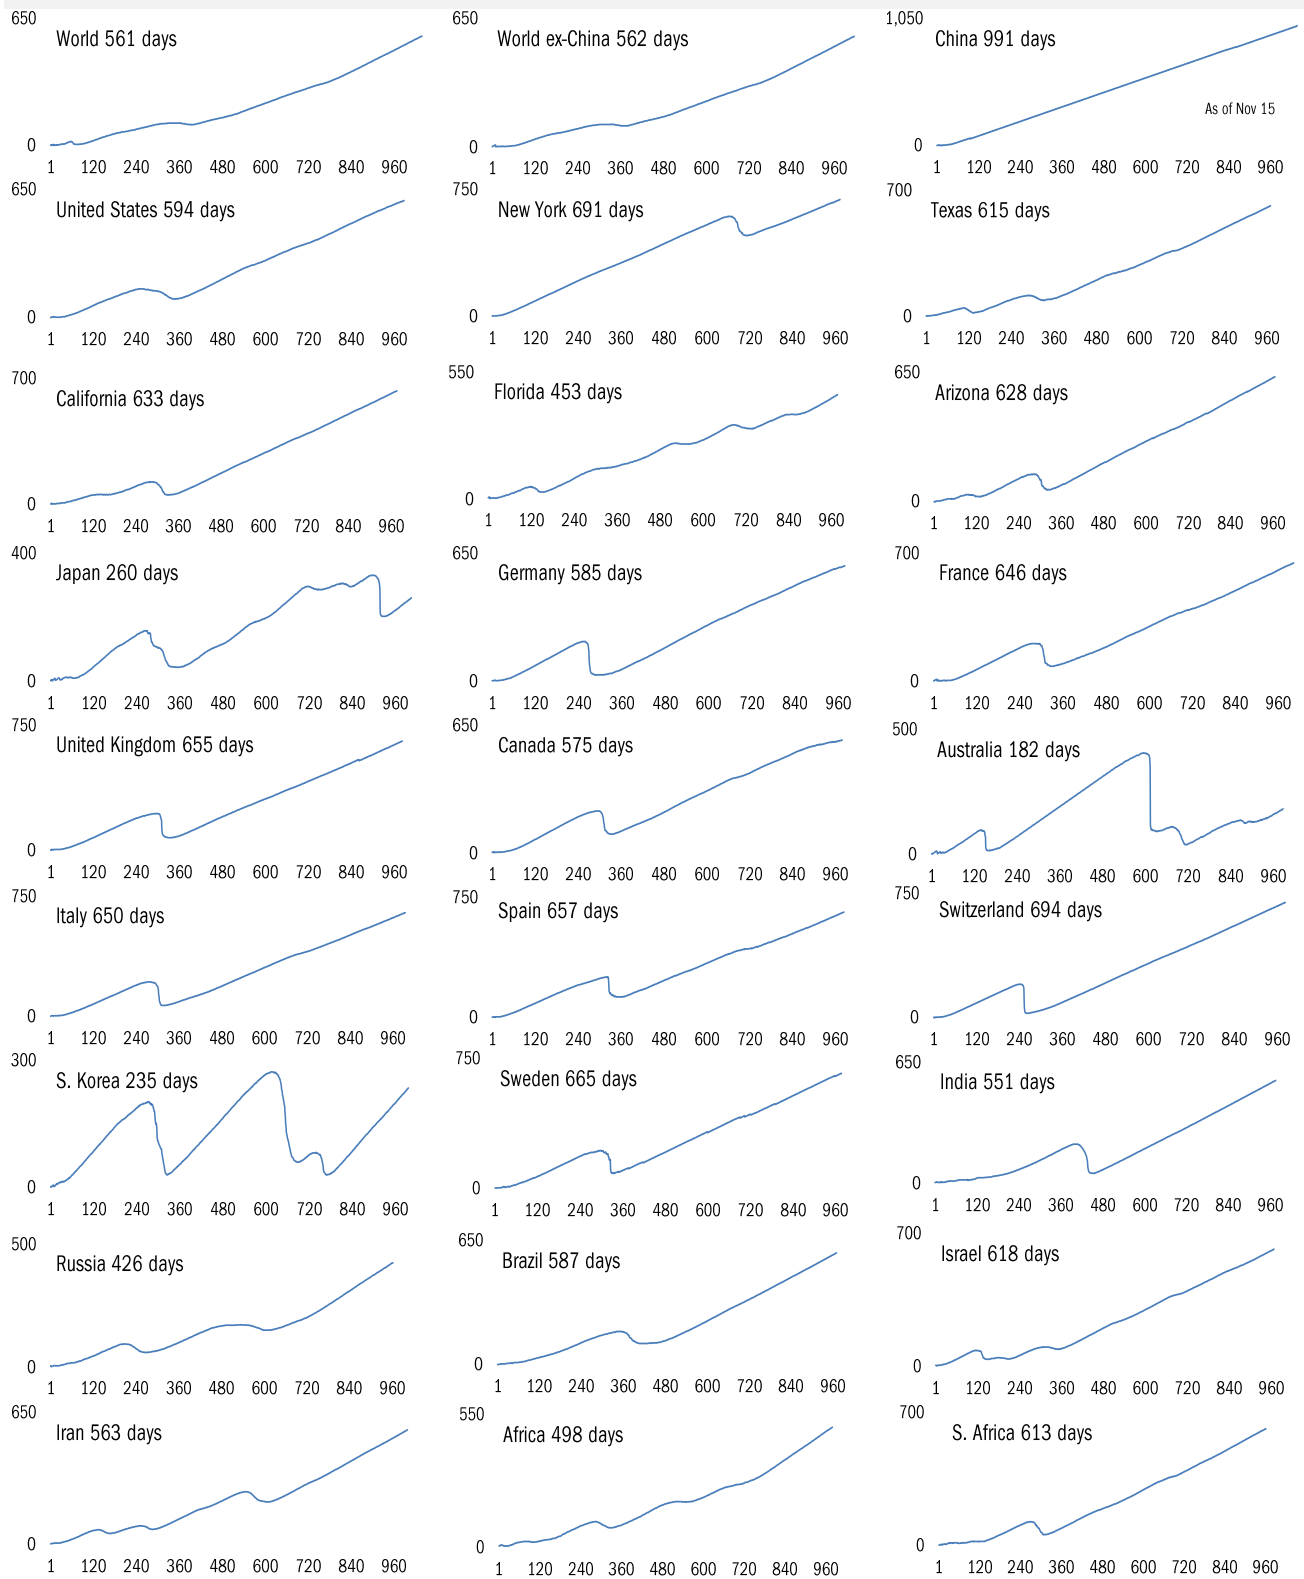 650
World 561 days
0
1 120 240 360 480 600 720 840 960
650
World ex-China 562 days
0
1 120 240 360 480 600 720 840 960
1,050
China 991 days
As of Nov 15
0
1 120 240 360 480 600 720 840 960
650
United States 594 days
0
1 120 240 360 480 600 720 840 960
750
New York 691 days
0
1 120 240 360 480 600 720 840 960
700
Texas 615 days
0
1 120 240 360 480 600 720 840 960
700
California 633 days
0
1 120 240 360 480 600 720 840 960
550
Florida 453 days
0
1 120 240 360 480 600 720 840 960
650
Arizona 628 days
0
1 120 240 360 480 600 720 840 960
400
Japan 260 days
0
1 120 240 360 480 600 720 840 960
650
Germany 585 days
0
1 120 240 360 480 600 720 840 960
700
France 646 days
0
1 120 240 360 480 600 720 840 960
750
United Kingdom 655 days
0
1 120 240 360 480 600 720 840 960
650
Canada 575 days
0
1 120 240 360 480 600 720 840 960
500
Australia 182 days
0
1 120 240 360 480 600 720 840 960
750
Italy 650 days
0
1 120 240 360 480 600 720 840 960
750
Spain 657 days
0
1 120 240 360 480 600 720 840 960
750
Switzerland 694 days
0
1 120 240 360 480 600 720 840 960
300
S. Korea 235 days
0
1 120 240 360 480 600 720 840 960
750
Sweden 665 days
0
1 120 240 360 480 600 720 840 960
650
India 551 days
0
1 120 240 360 480 600 720 840 960
500
Russia 426 days
0
1 120 240 360 480 600 720 840 960
650
Brazil 587 days
0
1 120 240 360 480 600 720 840 960
700
Israel 618 days
0
1 120 240 360 480 600 720 840 960
650
Iran 563 days
0
1 120 240 360 480 600 720 840 960
550
Africa 498 days
0
1 120 240 360 480 600 720 840 960
700
S. Africa 613 days
0
1 120 240 360 480 600 720 840 960